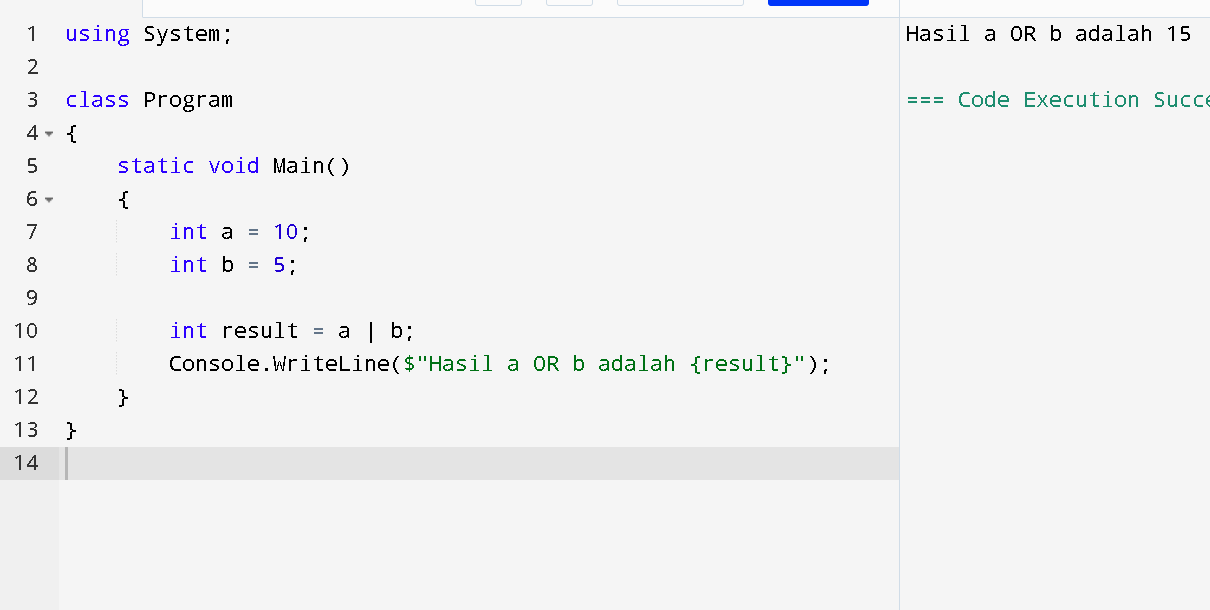 1 using System;
2
3 class Program
4 {
5     static void Main()
6     {
7         int a = 10;
8         int b = 5;
9
10         int result = a | b;
11         Console.WriteLine($"Hasil a OR b adalah {result}");
12     }
13 }
14
Hasil a OR b adalah 15
=== Code Execution